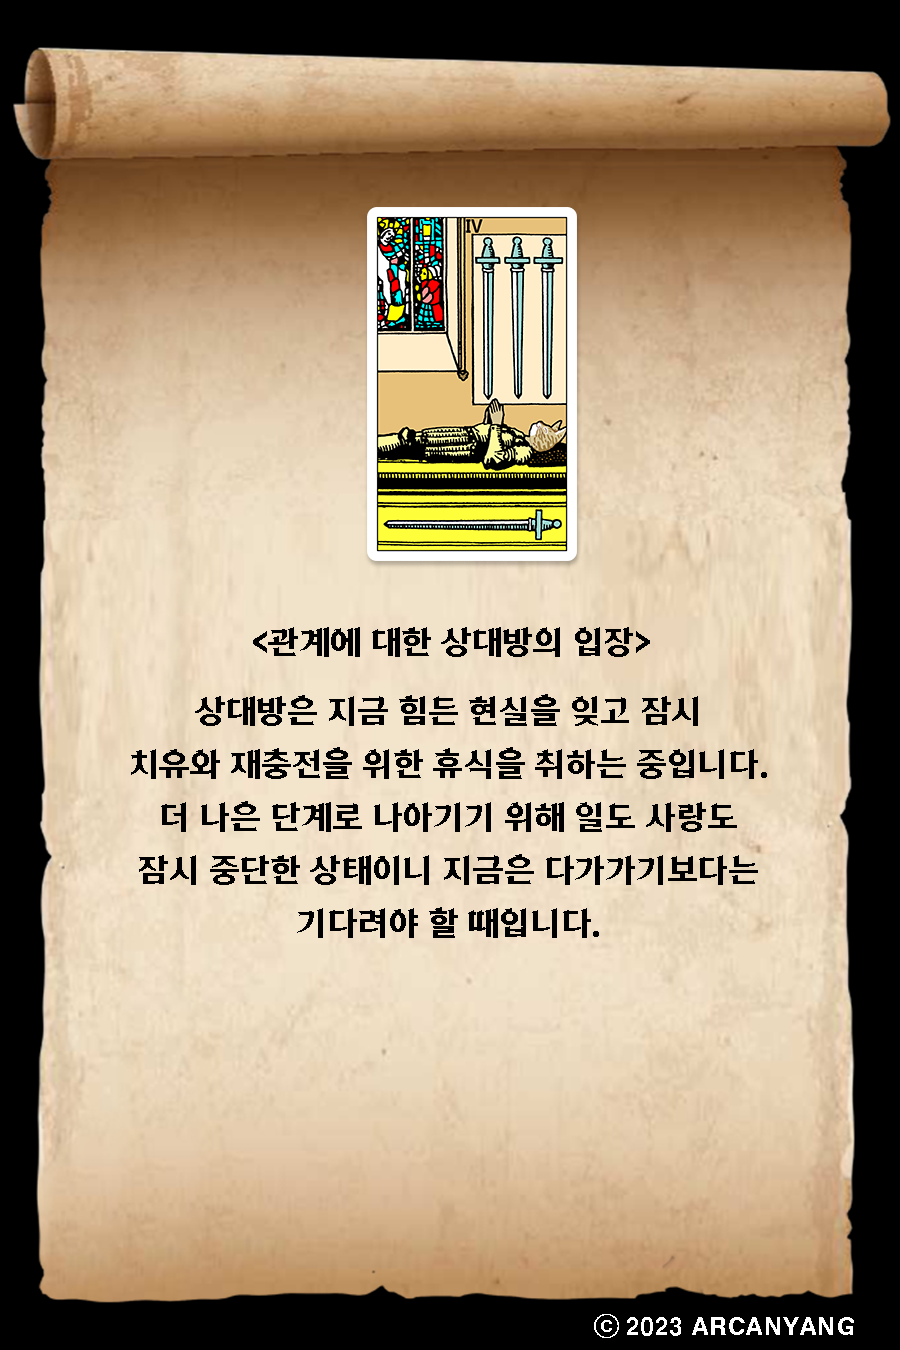 IV
<관계에 대한 상대방의 입장>
상대방은 지금 힘든 현실을 잊고 잠시
치유와 재충전을 위한 휴식을 취하는 중입니다.
더 나은 단계로 나아기기 위해 일도 사랑도
잠시 중단한 상태이니 지금은 다가가기보다는
기다려야 할 때입니다.
ⓒ 2023 ARCANYANG